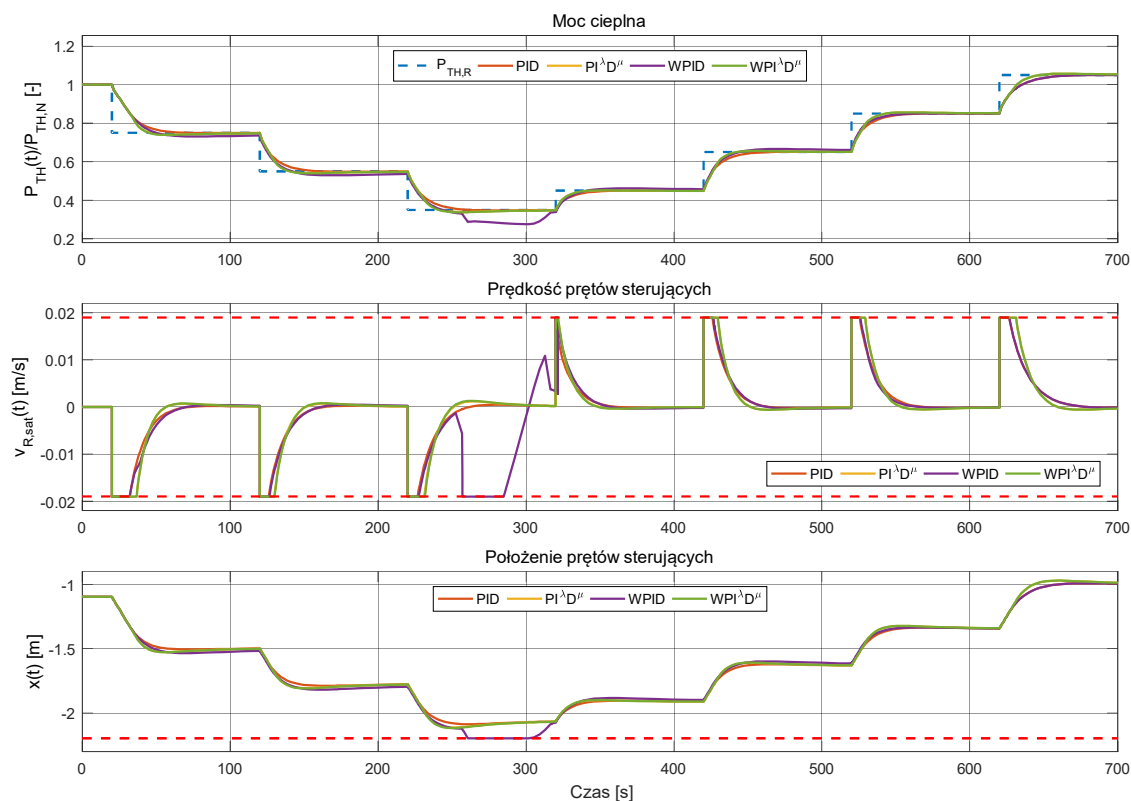 Moc cieplna
P_TH(t)/P_TH,N [-]
1.2
1
0.8
0.6
0.4
0.2
P_TH,R PID PI^λD^μ WPID WPI^λD^μ
0 100 200 300 400 500 600 700
Prędkość prętów sterujących
v_R,sat(t) [m/s]
0.02
0.01
0
-0.01
-0.02
PID PI^λD^μ WPID WPI^λD^μ
0 100 200 300 400 500 600 700
Położenie prętów sterujących
x(t) [m]
-1
-1.5
-2
PID PI^λD^μ WPID WPI^λD^μ
0 100 200 300 400 500 600 700
Czas [s]